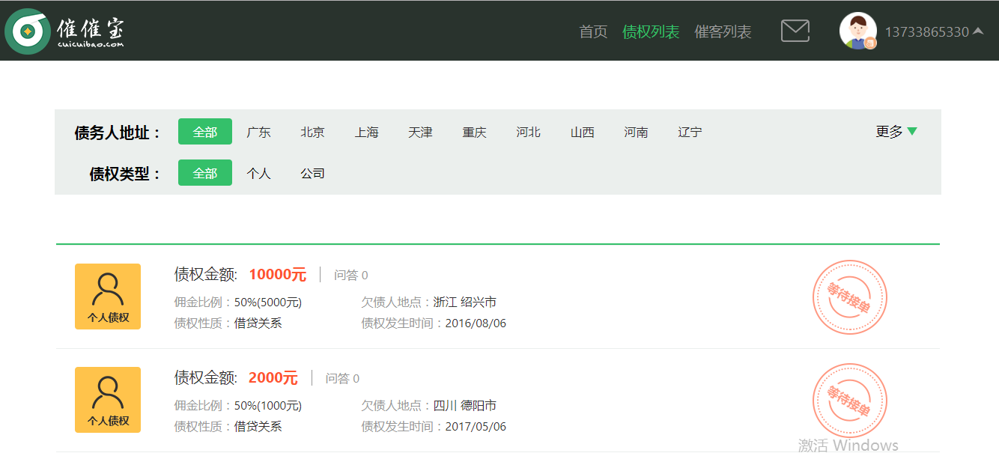 催催宝
cuicuibao.com
首页 债权列表 催客列表 13733865330
债务人地址： 全部 广东 北京 上海 天津 重庆 河北 山西 河南 辽宁 更多
债权类型： 全部 个人 公司
债权金额: 10000元 问答 0
佣金比例：50%(5000元) 欠债人地点：浙江 绍兴市
债权性质：借贷关系 债权发生时间：2016/08/06
个人债权
等待接单
债权金额: 2000元 问答 0
佣金比例：50%(1000元) 欠债人地点：四川 德阳市
债权性质：借贷关系 债权发生时间：2017/05/06
个人债权
等待接单
激活 Windows